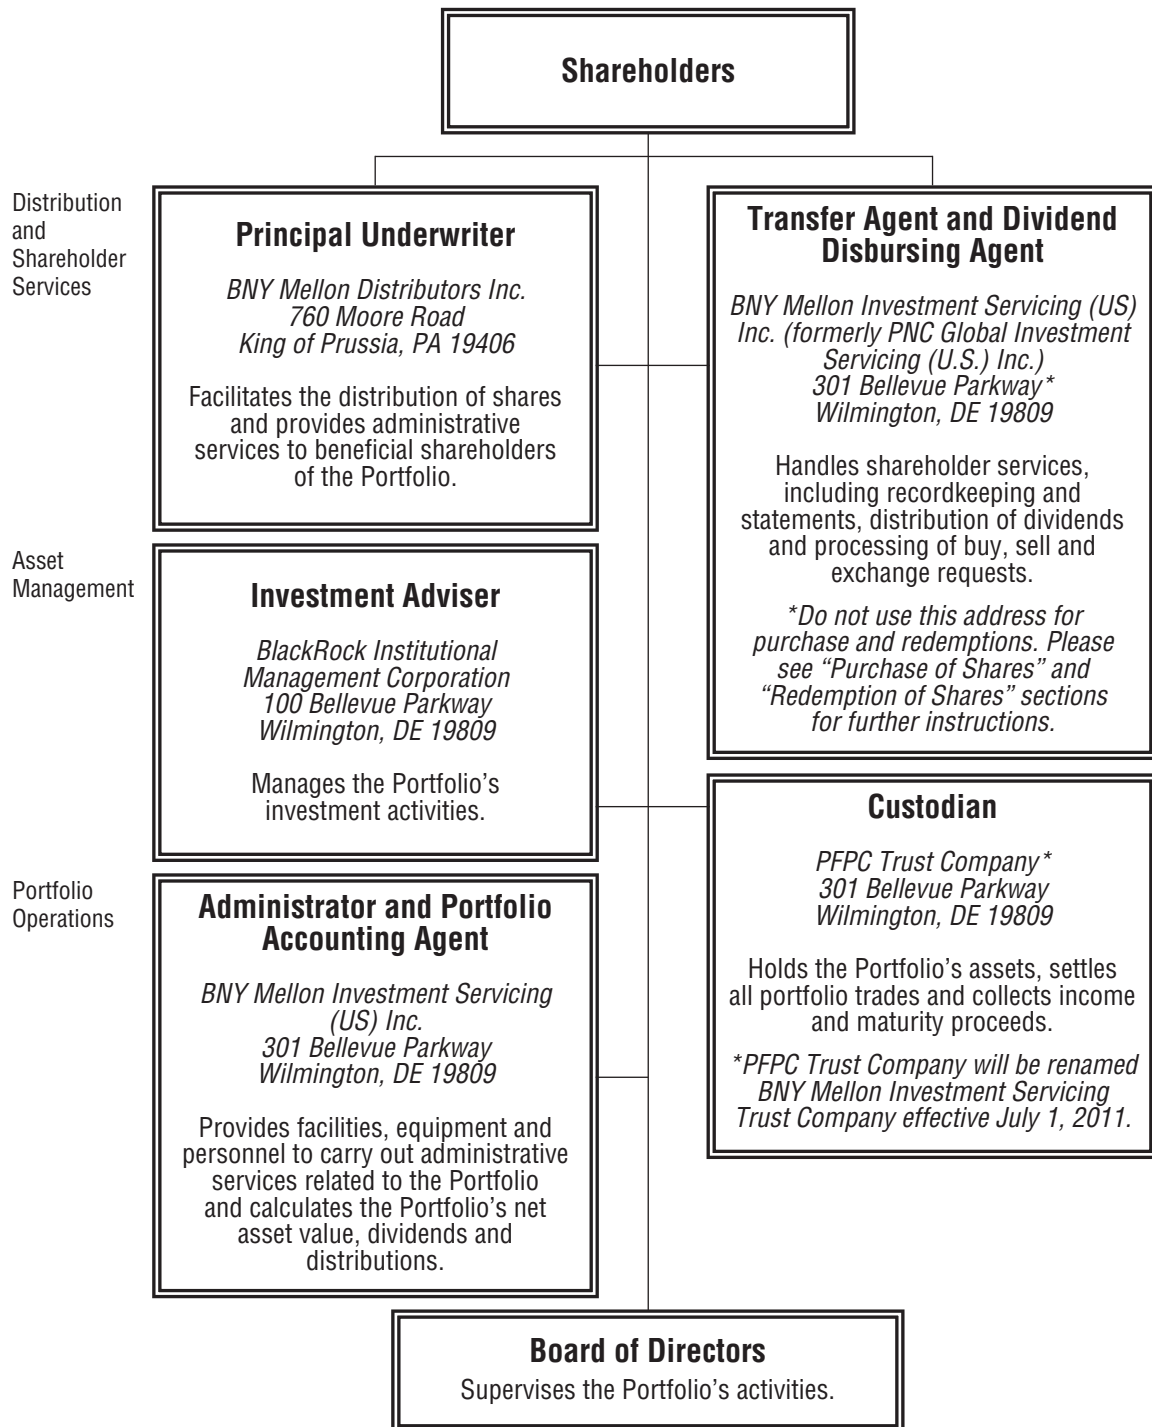 Shareholders
Distribution
and
Shareholder
Services
Principal Underwriter
BNY Mellon Distributors Inc.
760 Moore Road
King of Prussia, PA 19406
Facilitates the distribution of shares
and provides administrative
services to beneficial shareholders
of the Portfolio.
Transfer Agent and Dividend
Disbursing Agent
BNY Mellon Investment Servicing (US)
Inc. (formerly PNC Global Investment
Servicing (U.S.) Inc.)
301 Bellevue Parkway*
Wilmington, DE 19809
Handles shareholder services,
including recordkeeping and
statements, distribution of dividends
and processing of buy, sell and
exchange requests.
*Do not use this address for
purchase and redemptions. Please
see “Purchase of Shares” and
“Redemption of Shares” sections
for further instructions.
Asset
Management
Investment Adviser
BlackRock Institutional
Management Corporation
100 Bellevue Parkway
Wilmington, DE 19809
Manages the Portfolio’s
investment activities.
Custodian
PFPC Trust Company*
301 Bellevue Parkway
Wilmington, DE 19809
Holds the Portfolio’s assets, settles
all portfolio trades and collects income
and maturity proceeds.
*PFPC Trust Company will be renamed
BNY Mellon Investment Servicing
Trust Company effective July 1, 2011.
Portfolio
Operations
Administrator and Portfolio
Accounting Agent
BNY Mellon Investment Servicing
(US) Inc.
301 Bellevue Parkway
Wilmington, DE 19809
Provides facilities, equipment and
personnel to carry out administrative
services related to the Portfolio
and calculates the Portfolio’s net
asset value, dividends and
distributions.
Board of Directors
Supervises the Portfolio’s activities.